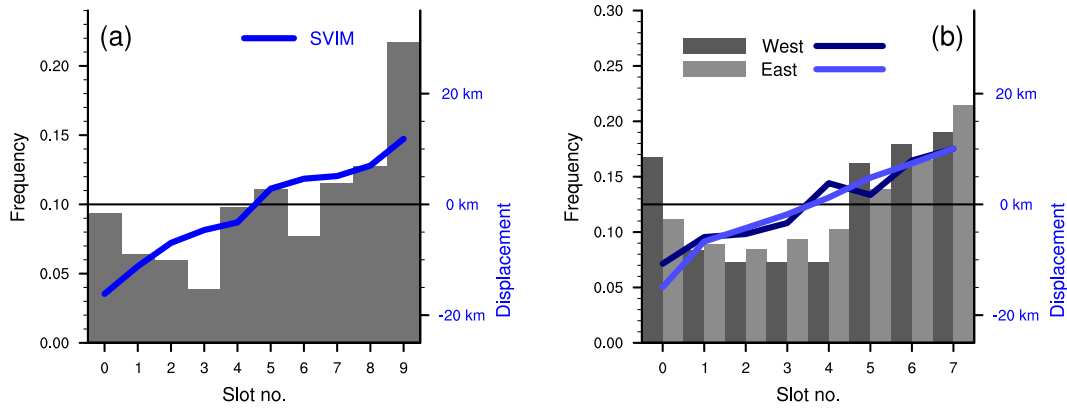 (a)
SVIM
0.20
0.15
0.10
0.05
0.00
Frequency
20 km
0 km
-20 km
Displacement
0 1 2 3 4 5 6 7 8 9
Slot no.
(b)
West
East
0.30
0.25
0.20
0.15
0.10
0.05
0.00
Frequency
20 km
0 km
-20 km
Displacement
0 1 2 3 4 5 6 7
Slot no.